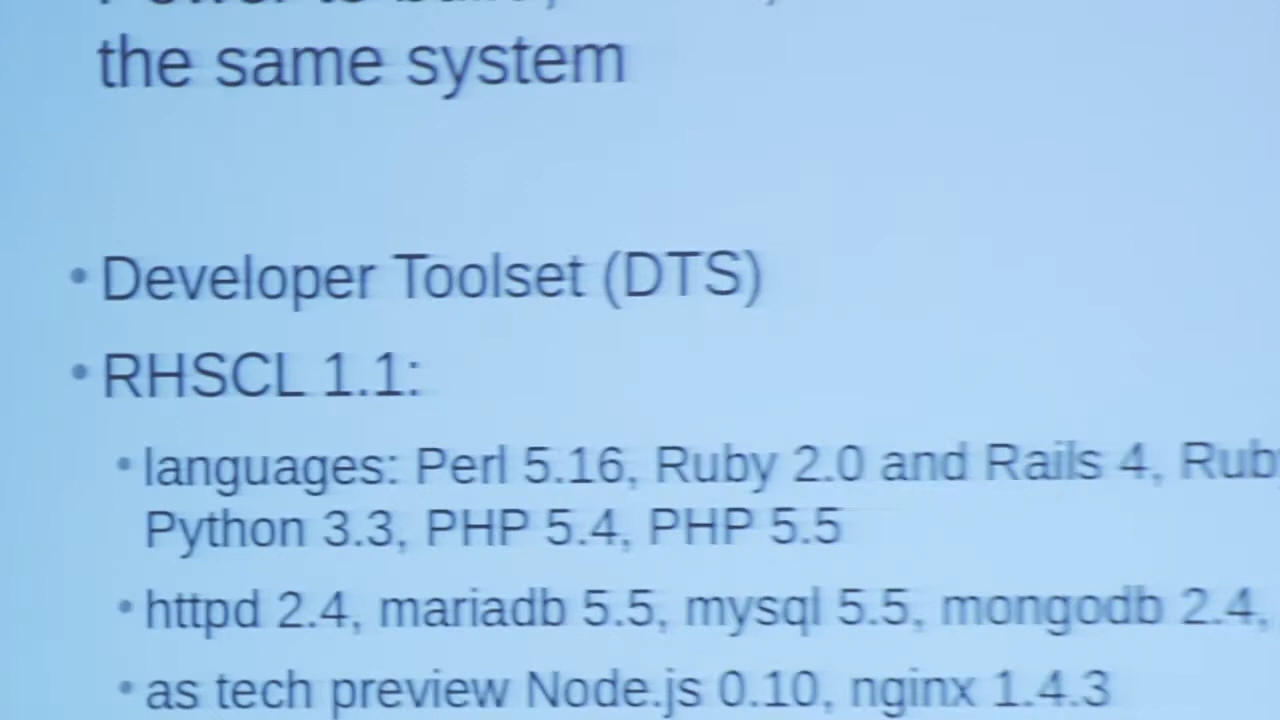 the same system
• Developer Toolset (DTS)
• RHSCL 1.1:
• languages: Perl 5.16, Ruby 2.0 and Rails 4,
Python 3.3, PHP 5.4, PHP 5.5
• httpd 2.4, mariadb 5.5, mysql 5.5, mongodb 2.4,
• as tech preview Node.js 0.10, nginx 1.4.3